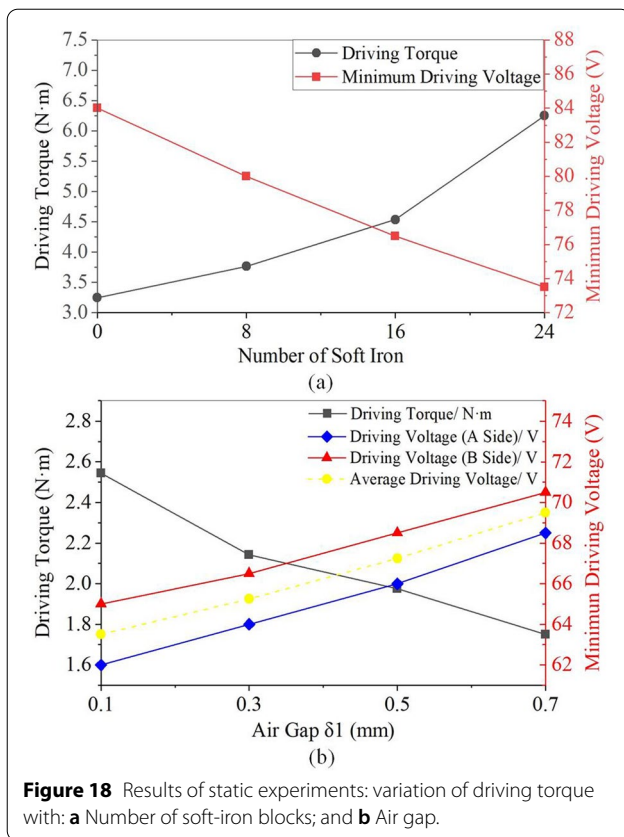 7.5
7.0
6.5
6.0
5.5
5.0
4.5
4.0
3.5
3.0
Driving Torque (N·m)
Driving Torque
Minimum Driving Voltage
88
86
84
82
80
78
76
74
72
Minimun Driving Voltage (V)
0 8 16 24
Number of Soft Iron
(a)
2.8
2.6
2.4
2.2
2.0
1.8
1.6
Driving Torque (N·m)
Driving Torque/ N·m
Driving Voltage (A Side)/ V
Driving Voltage (B Side)/ V
Average Driving Voltage/ V
74
72
70
68
66
64
62
Minimun Driving Voltage (V)
0.1 0.3 0.5 0.7
Air Gap δ1 (mm)
(b)
Figure 18 Results of static experiments: variation of driving torque
with: a Number of soft-iron blocks; and b Air gap.